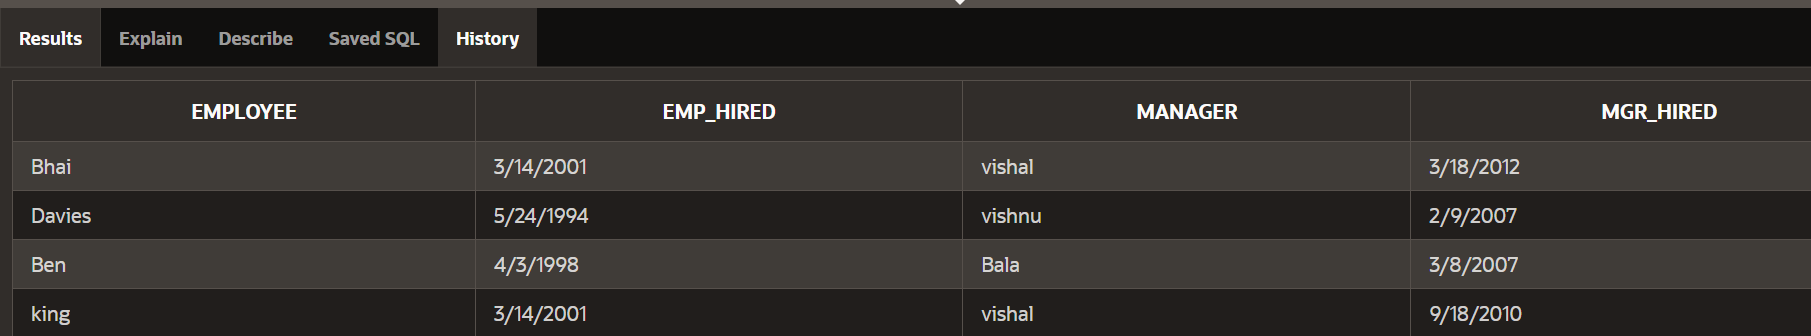 Results Explain Describe Saved SQL History
EMPLOYEE EMP_HIRED MANAGER MGR_HIRED
Bhai 3/14/2001 vishal 3/18/2012
Davies 5/24/1994 vishnu 2/9/2007
Ben 4/3/1998 Bala 3/8/2007
king 3/14/2001 vishal 9/18/2010